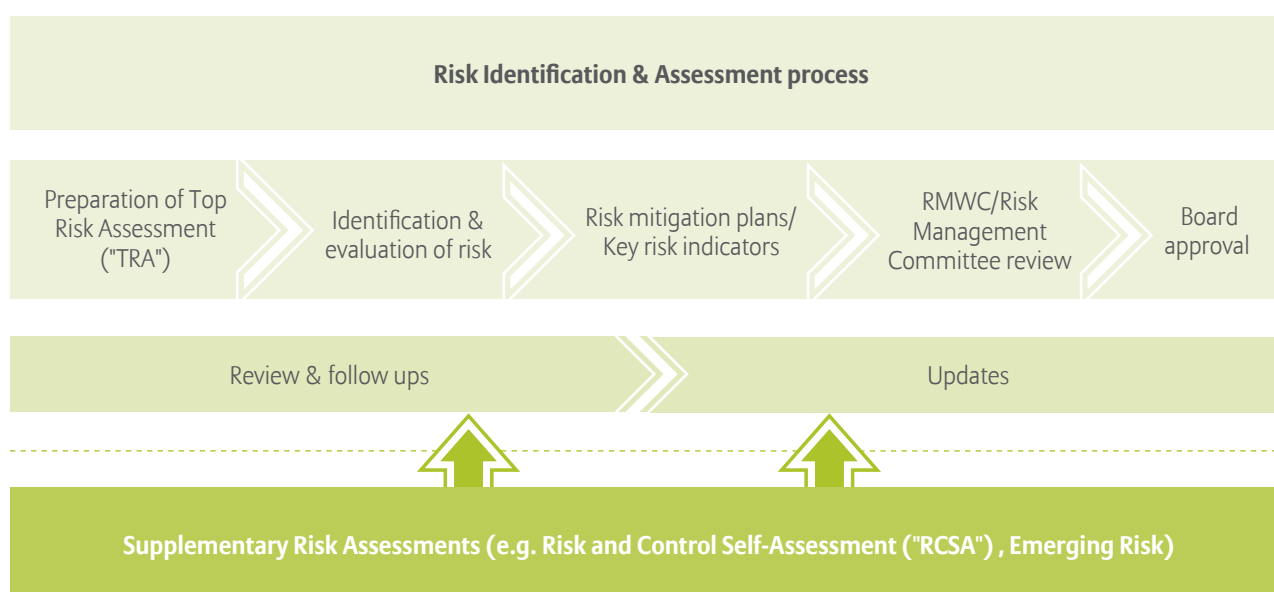 Risk Identification & Assessment process
Preparation of Top
Risk Assessment
("TRA")
Identification &
evaluation of risk
Risk mitigation plans/
Key risk indicators
RMWC/Risk
Management
Committee review
Board
approval
Review & follow ups
Updates
Supplementary Risk Assessments (e.g. Risk and Control Self-Assessment ("RCSA") , Emerging Risk)